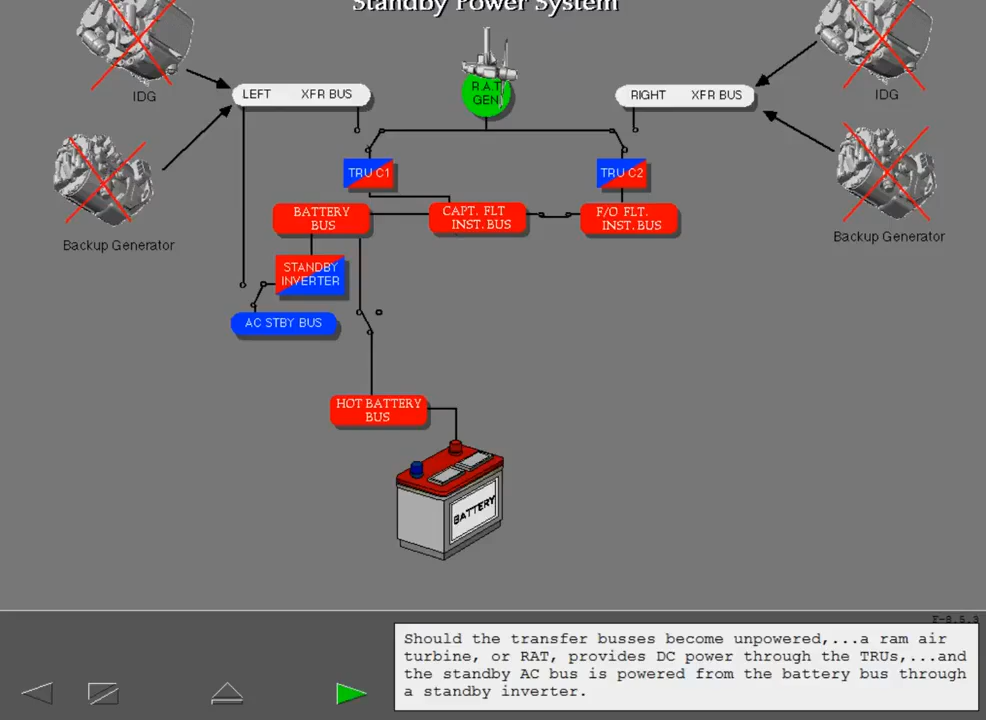 Standby Power System
IDG
LEFT XFR BUS
R.A.T.
GEN
RIGHT XFR BUS
IDG
Backup Generator
TRU C1
TRU C2
Backup Generator
BATTERY
BUS
CAPT. FLT
INST. BUS
F/O FLT.
INST. BUS
STANDBY
INVERTER
AC STBY BUS
HOT BATTERY
BUS
BATTERY
F-8.5.3
Should the transfer busses become unpowered,...a ram air
turbine, or RAT, provides DC power through the TRUs,...and
the standby AC bus is powered from the battery bus through
a standby inverter.